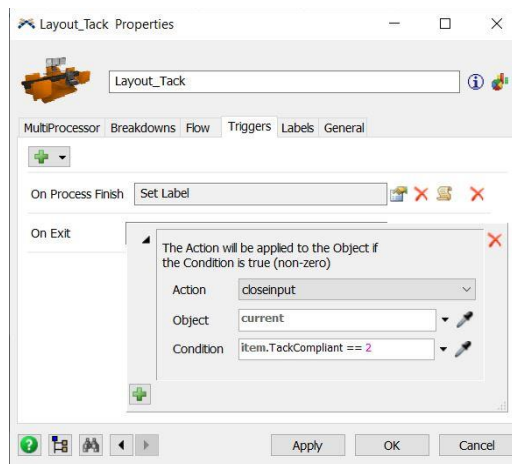 Layout_Tack Properties
Layout_Tack
MultiProcessor Breakdowns Flow Triggers Labels General
On Process Finish Set Label
On Exit
The Action will be applied to the Object if
the Condition is true (non-zero)
Action closeinput
Object current
Condition item.TackCompliant == 2
Apply OK Cancel